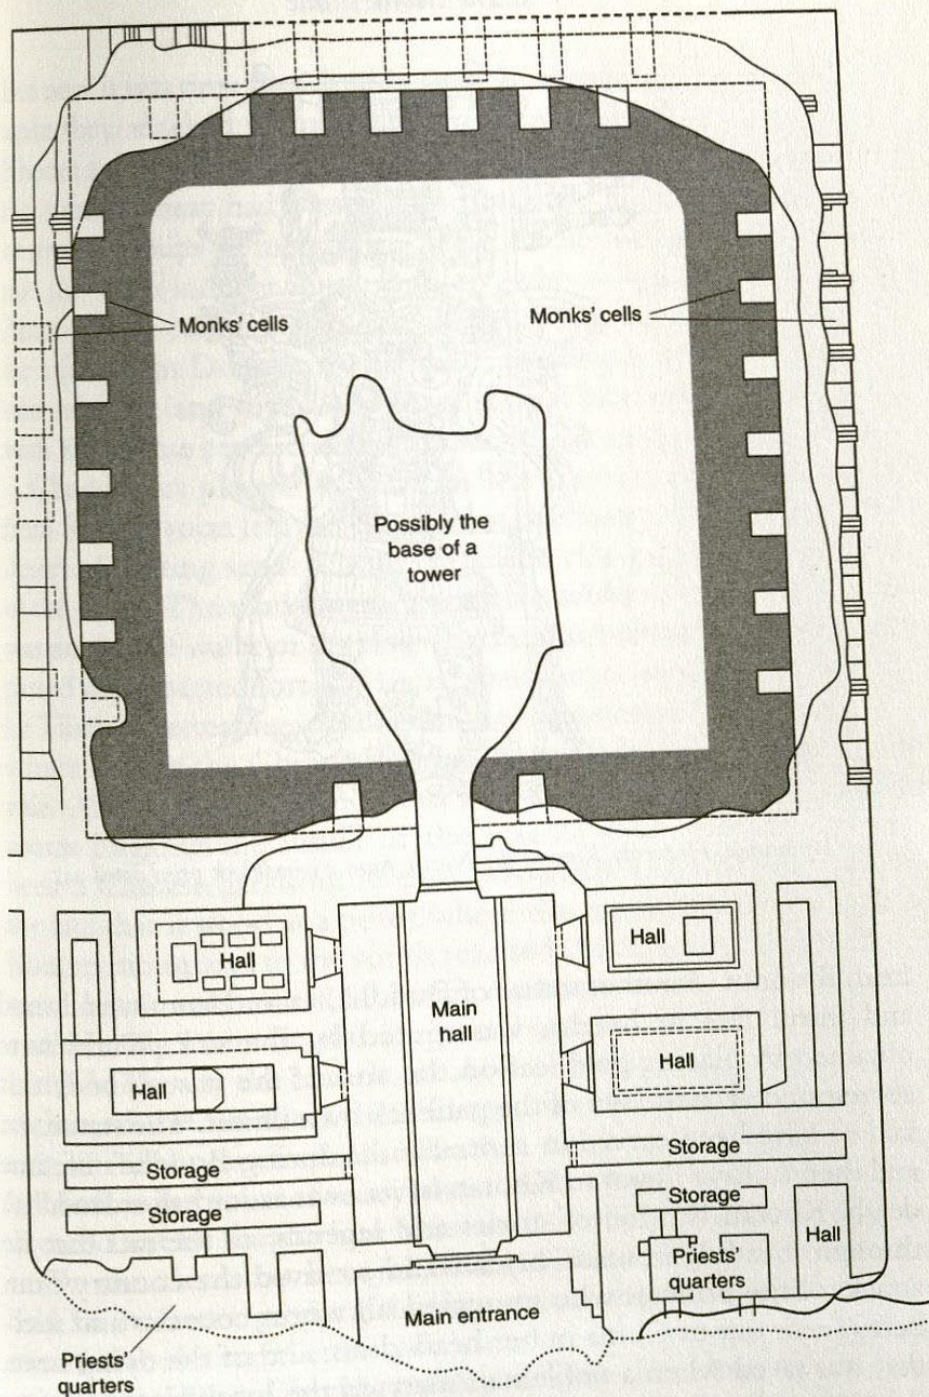 Monks' cells
Monks' cells
Possibly the
base of a
tower
Hall
Hall
Main
hall
Hall
Hall
Storage
Storage
Storage
Storage
Hall
Priests'
quarters
Main entrance
Priests'
quarters